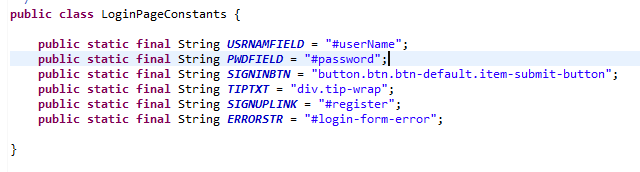 public class LoginPageConstants {
public static final String USRNAMFIELD = "#userName";
public static final String PWDFIELD = "#password";
public static final String SIGNINBTN = "button.btn.btn-default.item-submit-button";
public static final String TIPTXT = "div.tip-wrap";
public static final String SIGNUPLINK = "#register";
public static final String ERRORSTR = "#login-form-error";
}